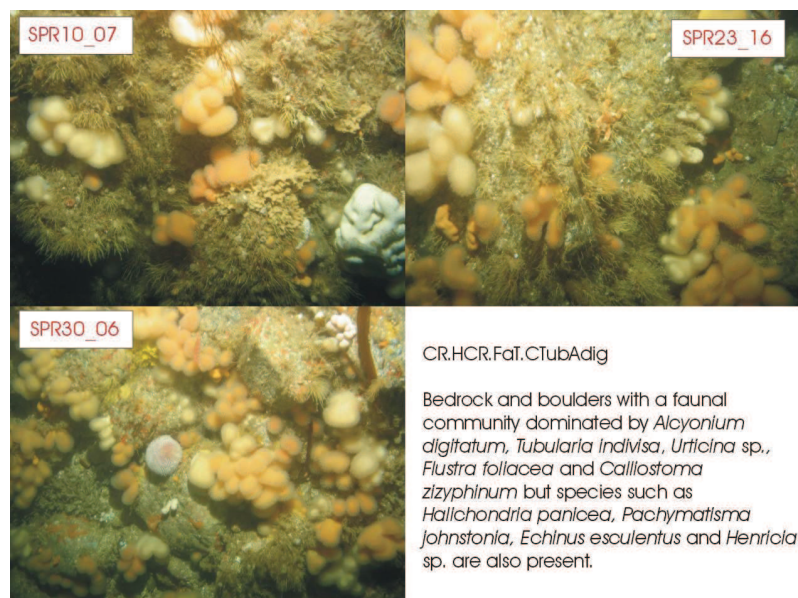 SPR10_07
SPR23_16
SPR30_06
CR.HCR.FaT.CTubAdig
Bedrock and boulders with a faunal
community dominated by Alcyonium
digitatum, Tubularia indivisa, Urticina sp.,
Flustra foliacea and Calliostoma
zizyphinum but species such as
Halichondria panicea, Pachymatisma
johnstonia, Echinus esculentus and Henricia
sp. are also present.